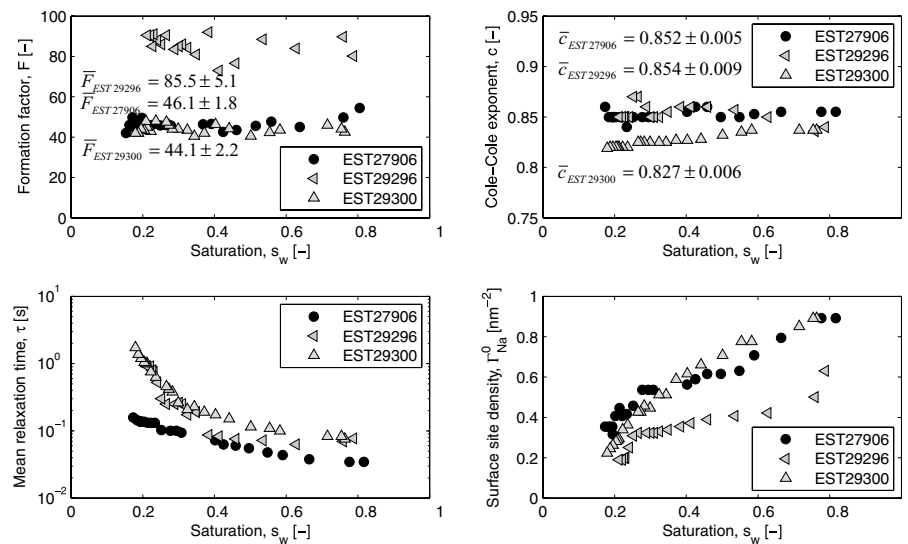 Formation factor, F [−]
100
80
60
40
20
0
F̅EST29296 = 85.5 ± 5.1
F̅EST27906 = 46.1 ± 1.8
F̅EST29300 = 44.1 ± 2.2
EST27906
EST29296
EST29300
0 0.2 0.4 0.6 0.8 1
Saturation, sw [−]
Cole−Cole exponent, c [−]
0.95
0.85
0.75
c̅EST27906 = 0.852 ± 0.005
c̅EST29296 = 0.854 ± 0.009
c̅EST29300 = 0.827 ± 0.006
EST27906
EST29296
EST29300
0 0.2 0.4 0.6 0.8 1
Saturation, sw [−]
Mean relaxation time, τ [s]
10¹
10⁰
10⁻¹
10⁻²
EST27906
EST29296
EST29300
0 0.2 0.4 0.6 0.8 1
Saturation, sw [−]
Surface site density, Γ⁰Na [nm⁻²]
1
0.8
0.6
0.4
0.2
0
EST27906
EST29296
EST29300
0 0.2 0.4 0.6 0.8 1
Saturation, sw [−]